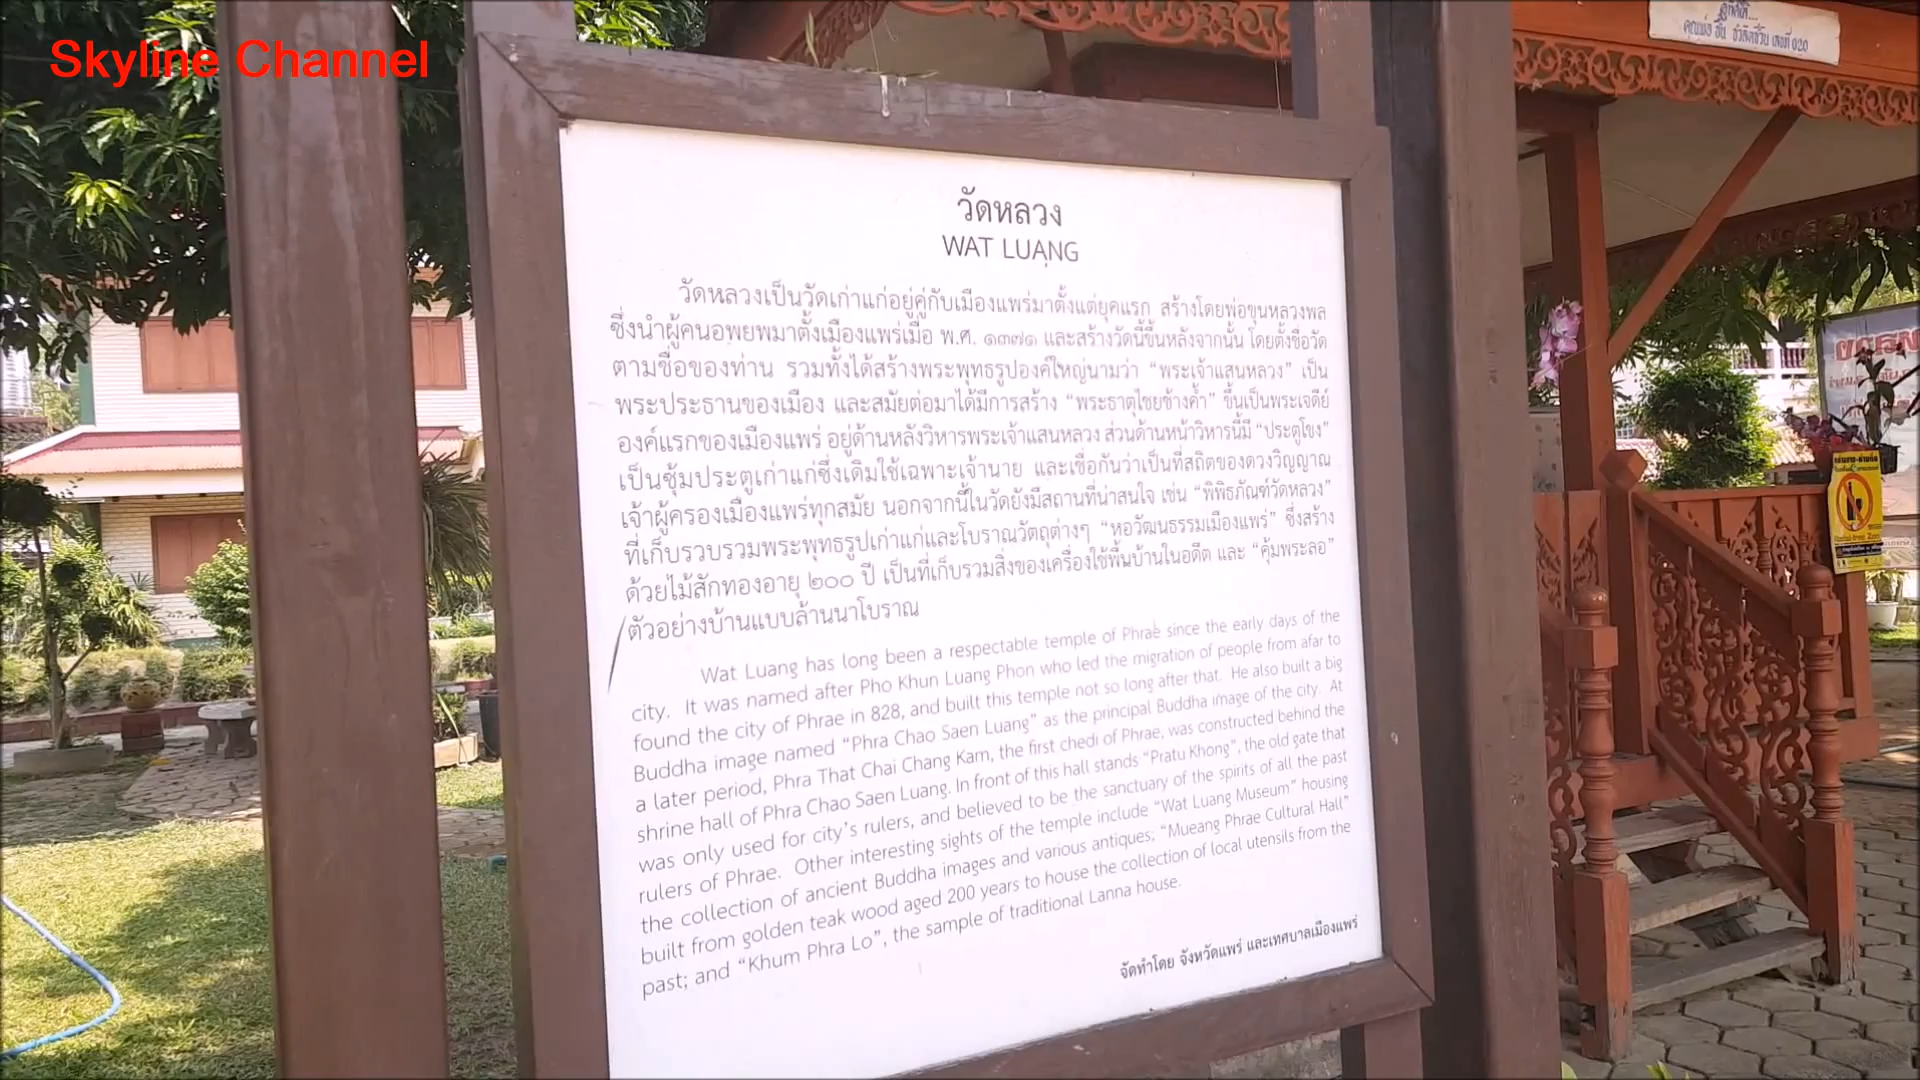 Skyline Channel
วัดหลวง
WAT LUANG
วัดหลวงเป็นวัดเก่าแก่อยู่คู่กับเมืองแพร่มาตั้งแต่ยุคแรก สร้างโดยพ่อขุนหลวงพล
ซึ่งนำผู้คนอพยพมาตั้งเมืองแพร่เมื่อ พ.ศ. ๑๓๗๑ และสร้างวัดนี้ขึ้นหลังจากนั้น โดยตั้งชื่อวัด
ตามชื่อของท่าน รวมทั้งได้สร้างพระพุทธรูปองค์ใหญ่นามว่า “พระเจ้าแสนหลวง” เป็น
พระประธานของเมือง และสมัยต่อมาได้มีการสร้าง “พระธาตุไชยช้างค้ำ” ขึ้นเป็นพระเจดีย์
องค์แรกของเมืองแพร่ อยู่ด้านหลังวิหารพระเจ้าแสนหลวง ส่วนด้านหน้าวิหารนี้มี “ประตูโขง”
เป็นซุ้มประตูเก่าแก่ซึ่งเดิมใช้เฉพาะเจ้านาย และเชื่อกันว่าเป็นที่สถิตของดวงวิญญาณ
เจ้าผู้ครองเมืองแพร่ทุกสมัย นอกจากนี้ในวัดยังมีสถานที่น่าสนใจ เช่น “พิพิธภัณฑ์วัดหลวง”
ที่เก็บรวบรวมพระพุทธรูปเก่าแก่และโบราณวัตถุต่างๆ “หอวัฒนธรรมเมืองแพร่” ซึ่งสร้าง
ด้วยไม้สักทองอายุ ๒๐๐ ปี เป็นที่เก็บรวมสิ่งของเครื่องใช้พื้นบ้านในอดีต และ “คุ้มพระลอ”
ตัวอย่างบ้านแบบล้านนาโบราณ
Wat Luang has long been a respectable temple of Phrae since the early days of the
city. It was named after Pho Khun Luang Phon who led the migration of people from afar to
found the city of Phrae in 828, and built this temple not so long after that. He also built a big
Buddha image named “Phra Chao Saen Luang” as the principal Buddha image of the city. At
a later period, Phra That Chai Chang Kam, the first chedi of Phrae, was constructed behind the
shrine hall of Phra Chao Saen Luang. In front of this hall stands “Pratu Khong”, the old gate that
was only used for city’s rulers, and believed to be the sanctuary of the spirits of all the past
rulers of Phrae. Other interesting sights of the temple include “Wat Luang Museum” housing
the collection of ancient Buddha images and various antiques; “Mueang Phrae Cultural Hall”
built from golden teak wood aged 200 years to house the collection of local utensils from the
past; and “Khum Phra Lo”, the sample of traditional Lanna house.
จัดทำโดย จังหวัดแพร่ และเทศบาลเมืองแพร่